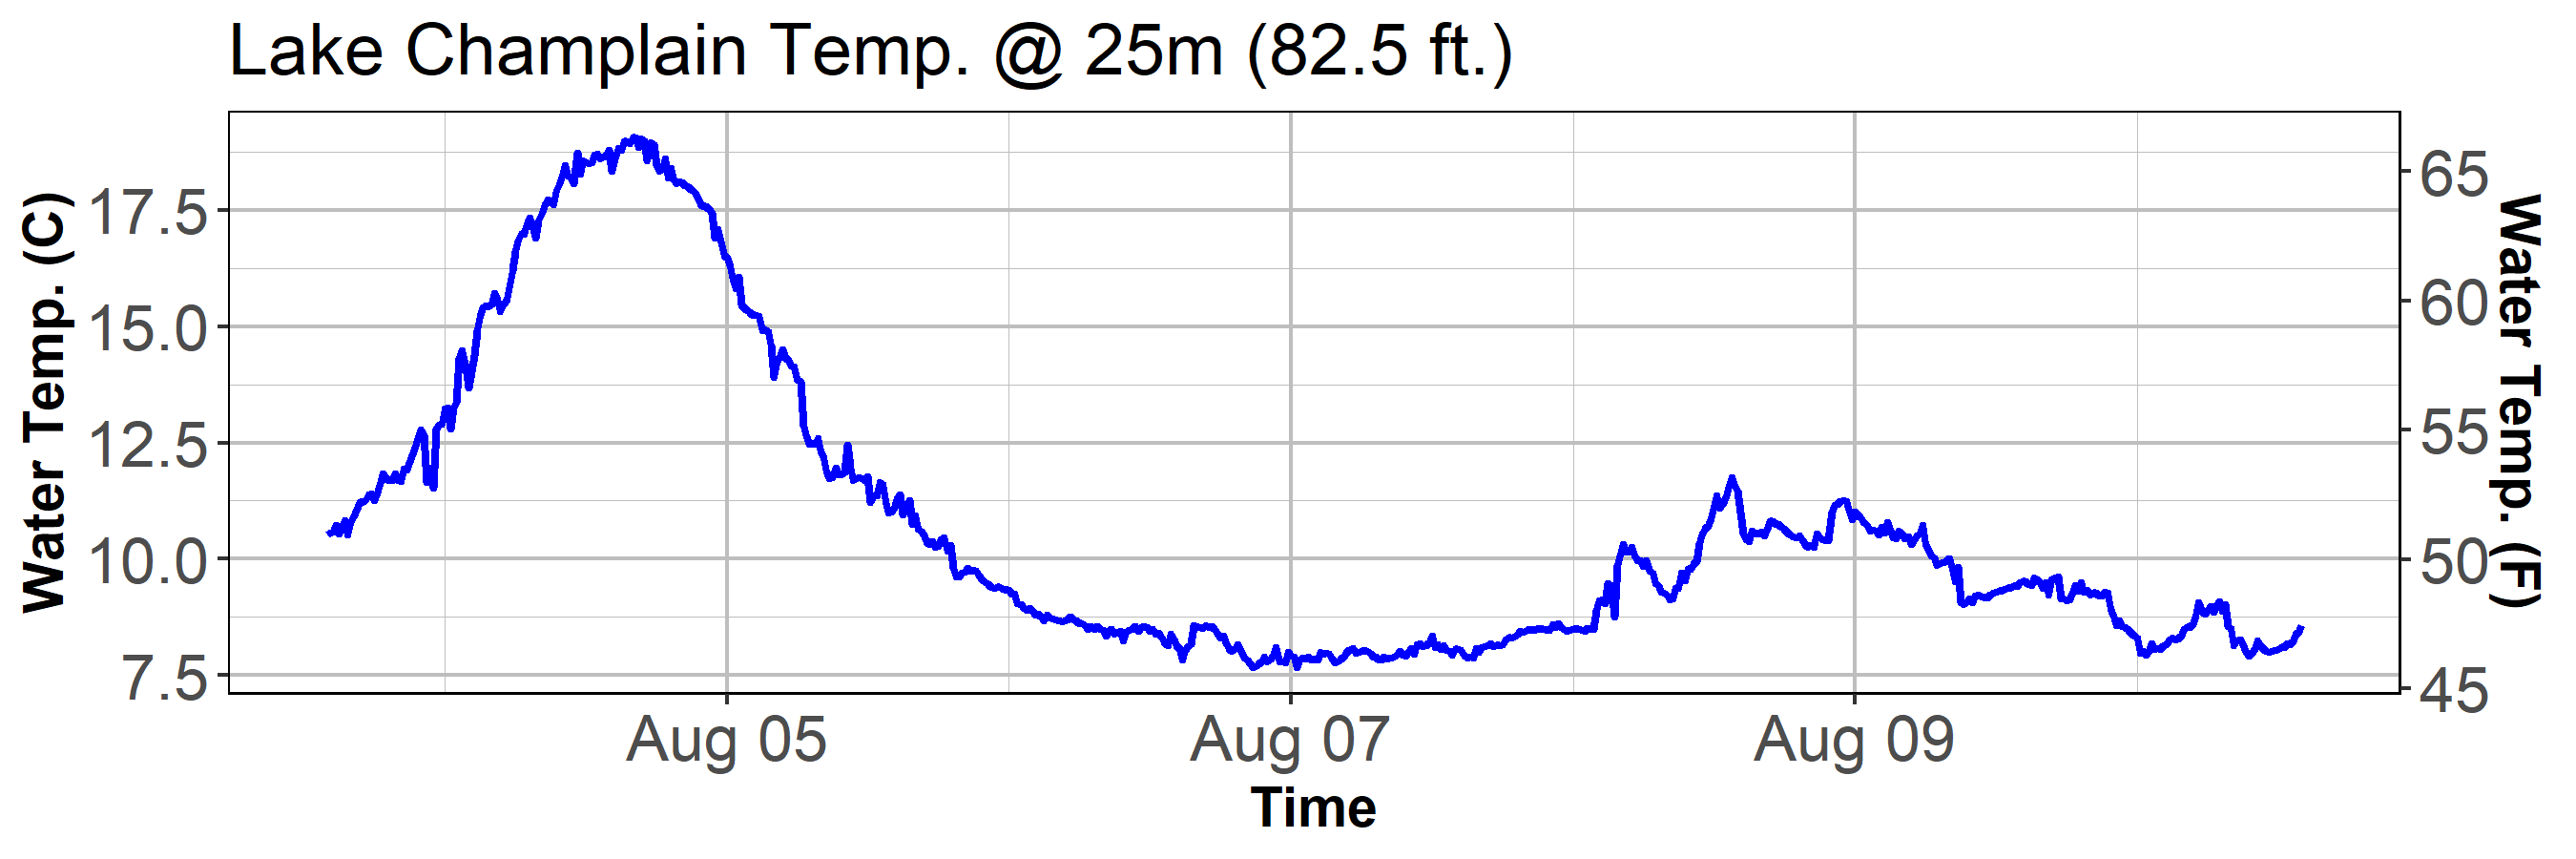 Lake Champlain Temp. @ 25m (82.5 ft.)
Water Temp. (C)
17.5
15.0
12.5
10.0
7.5
65
60
55
50
45
Water Temp. (F)
Aug 05 Aug 07 Aug 09
Time